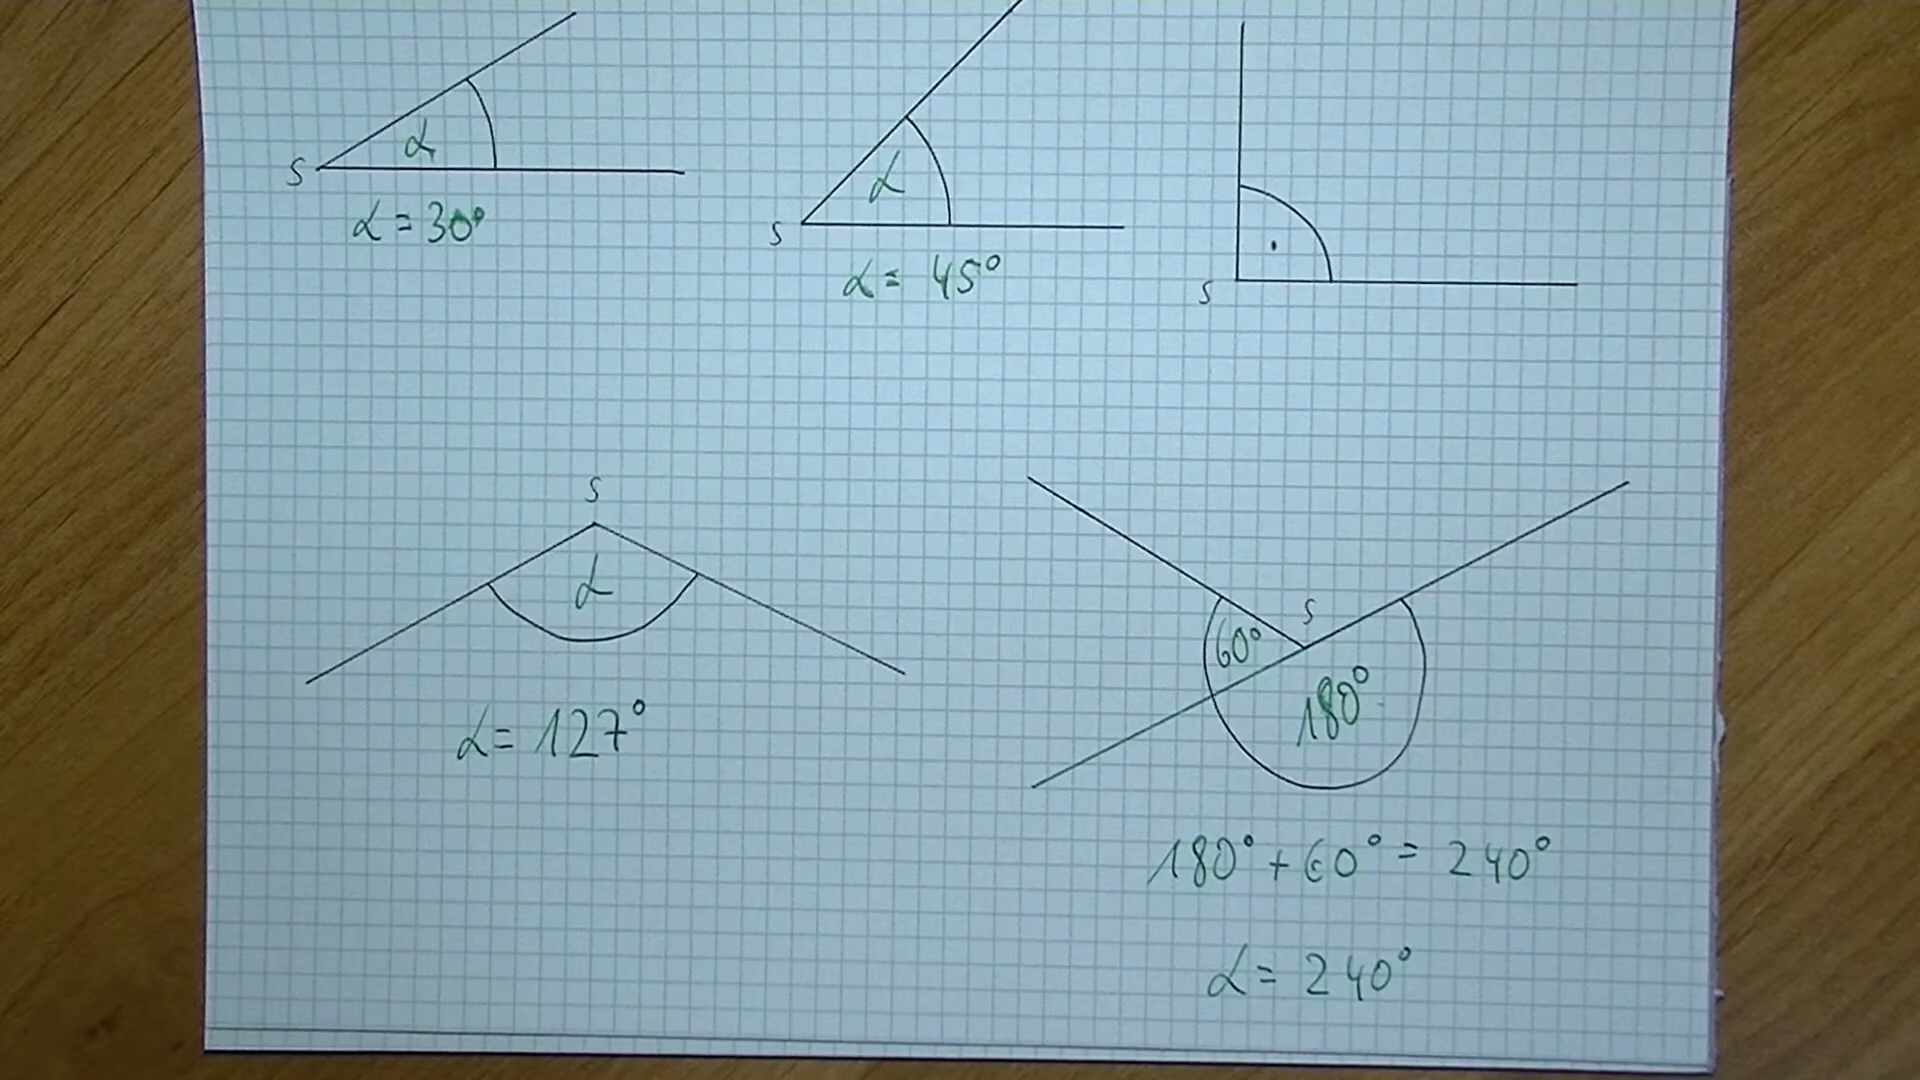 α
S
α = 30°
α
S
α = 45°
S
S
α
α = 127°
S
60°
180°
180° + 60° = 240°
α = 240°